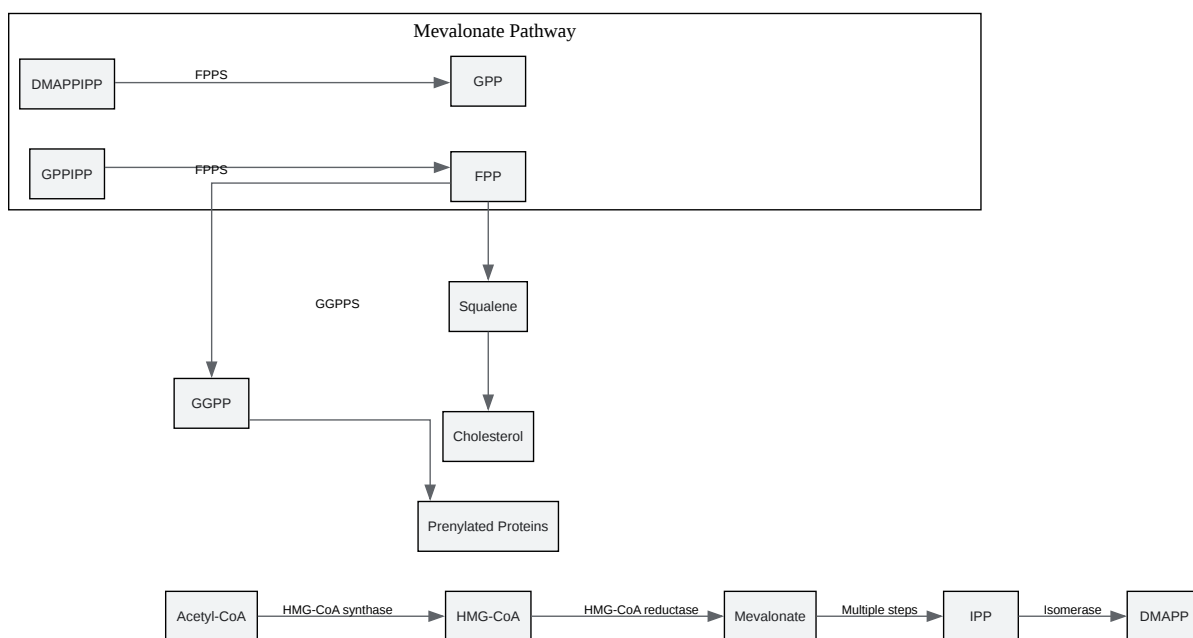 Mevalonate Pathway
DMAPPIPP
FPPS
GPP
GPPIPP
FPPS
FPP
GGPPS
Squalene
GGPP
Cholesterol
Prenylated Proteins
Acetyl-CoA
HMG-CoA synthase
HMG-CoA
HMG-CoA reductase
Mevalonate
Multiple steps
IPP
Isomerase
DMAPP